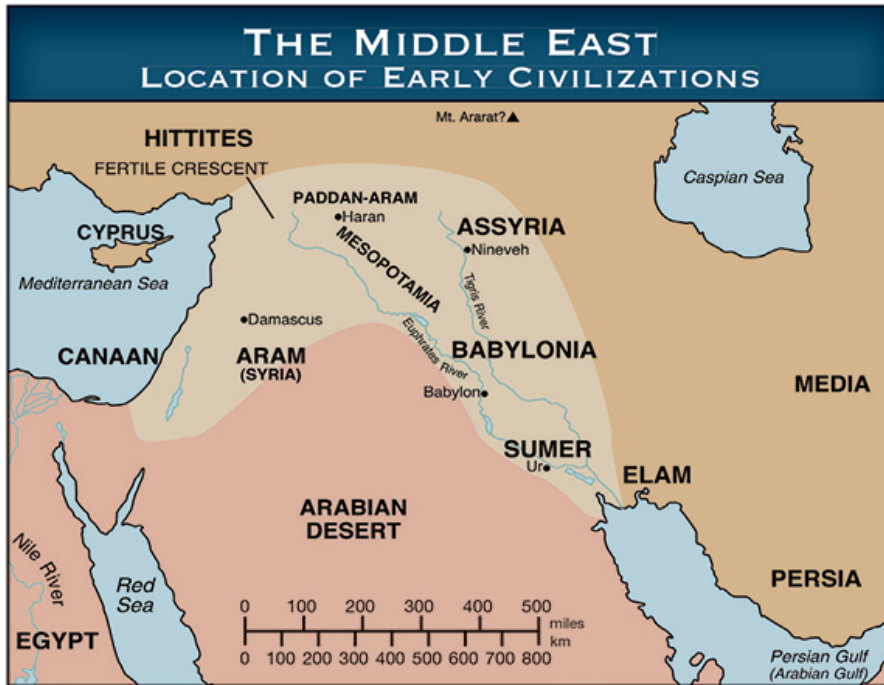 THE MIDDLE EAST
LOCATION OF EARLY CIVILIZATIONS
Mt. Ararat?
HITTITES
FERTILE CRESCENT
Caspian Sea
PADDAN-ARAM
Haran
ASSYRIA
CYPRUS
Nineveh
MESOPOTAMIA
Mediterranean Sea
Tigris River
Damascus
Euphrates River
CANAAN
ARAM
(SYRIA)
BABYLONIA
MEDIA
Babylon
SUMER
Ur
ELAM
ARABIAN
DESERT
Nile River
Red
Sea
PERSIA
0 100 200 300 400 500 miles
0 100 200 300 400 500 600 700 800 km
EGYPT
Persian Gulf
(Arabian Gulf)